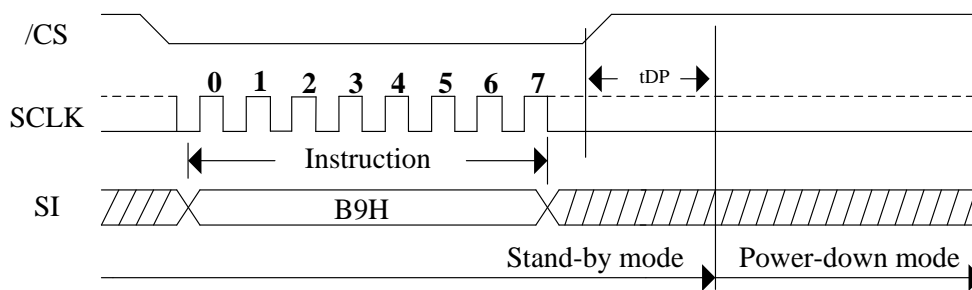 /CS
tDP
0 1 2 3 4 5 6 7
SCLK
Instruction
SI
B9H
Stand-by mode Power-down mode